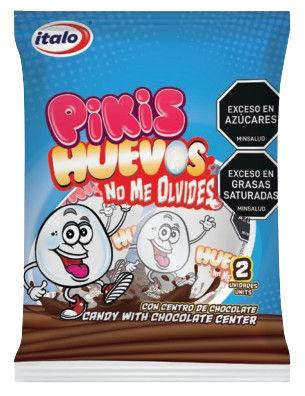 italo
PiKis
HUEVOS
NO ME OLVIDES
EXCESO EN
AZÚCARES
MINSALUD
EXCESO EN
GRASAS
SATURADAS
MINSALUD
HUEVOS
2
UNIDADES
UNITS
CON CENTRO DE CHOCOLATE
CANDY WITH CHOCOLATE CENTER